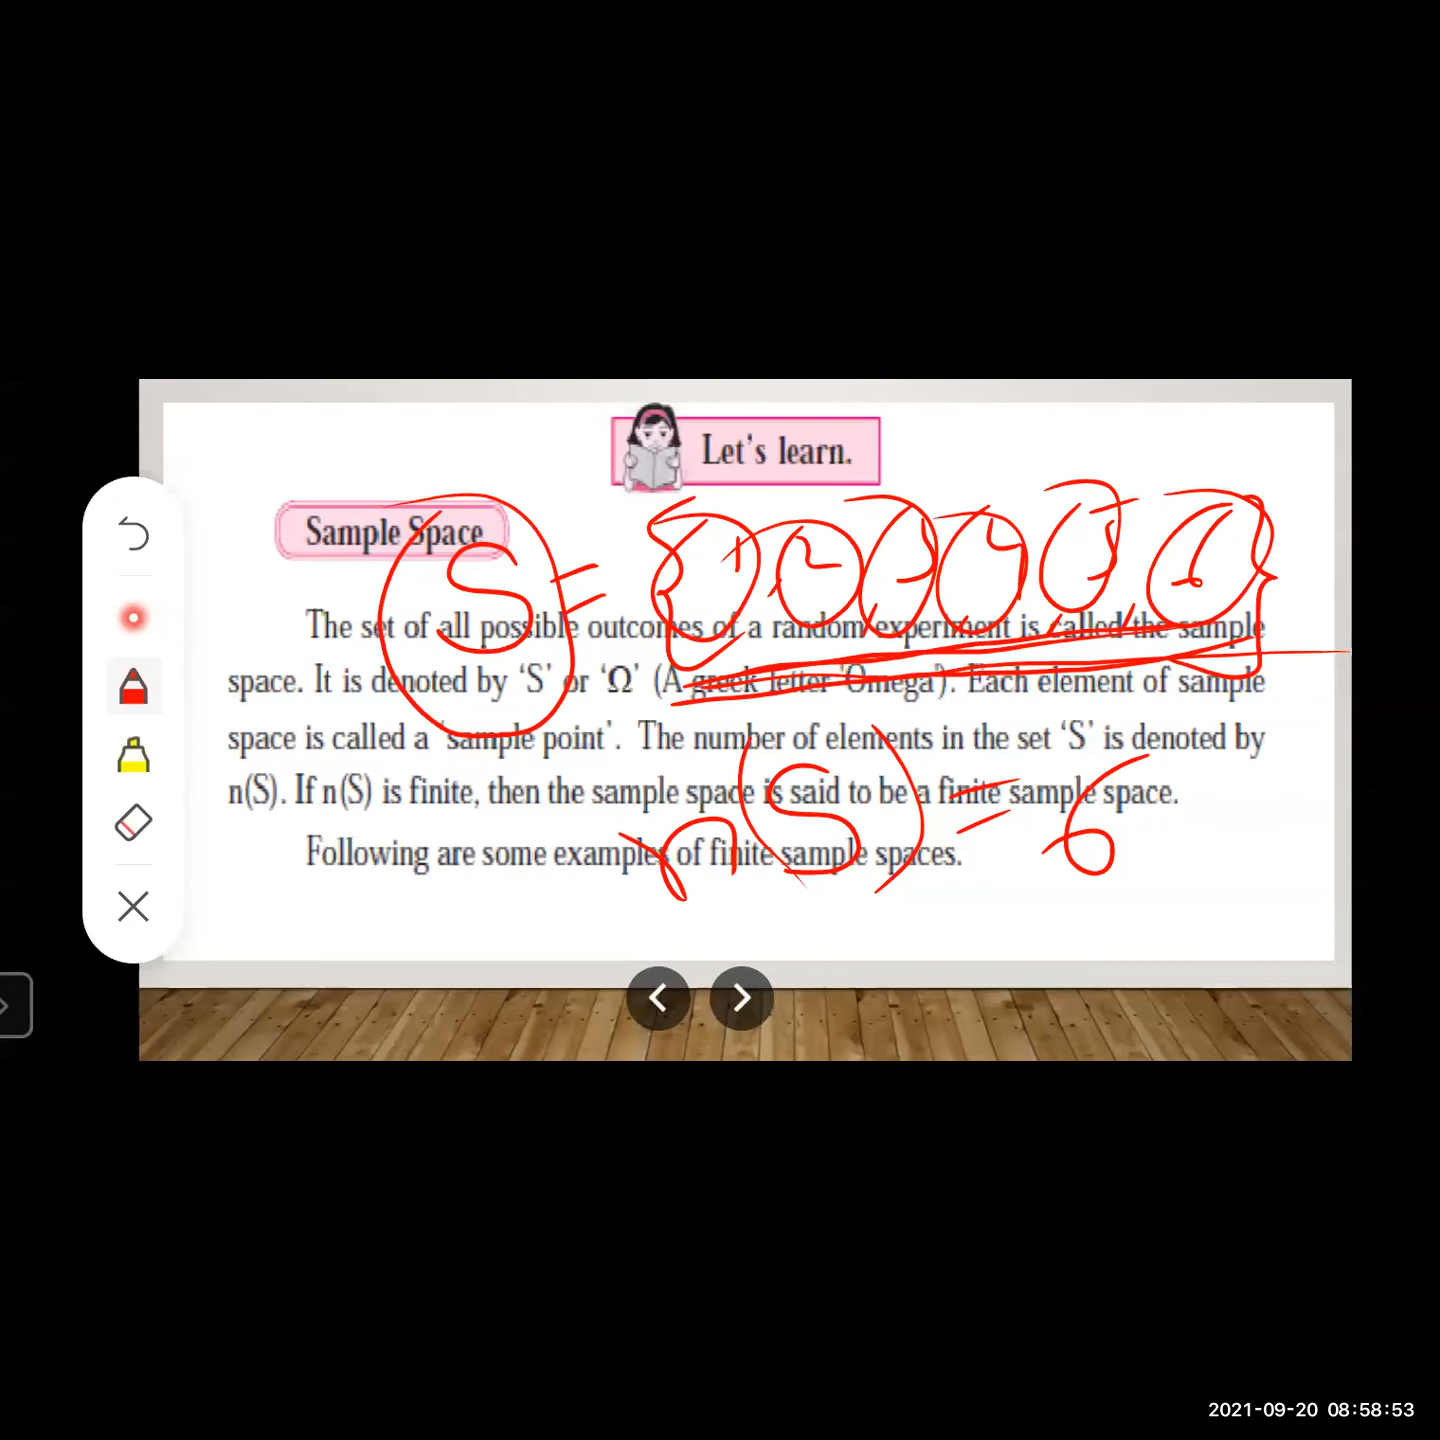 Let's learn.
Sample Space
S = {1, 2, 3, 4, 5, 6}
The set of all possible outcomes of a random experiment is called the sample
space. It is denoted by 'S' or 'Ω' (A greek letter 'Omega'). Each element of sample
space is called a 'sample point'. The number of elements in the set 'S' is denoted by
n(S). If n(S) is finite, then the sample space is said to be a finite sample space.
n(S) = 6
Following are some examples of finite sample spaces.
2021-09-20 08:58:53